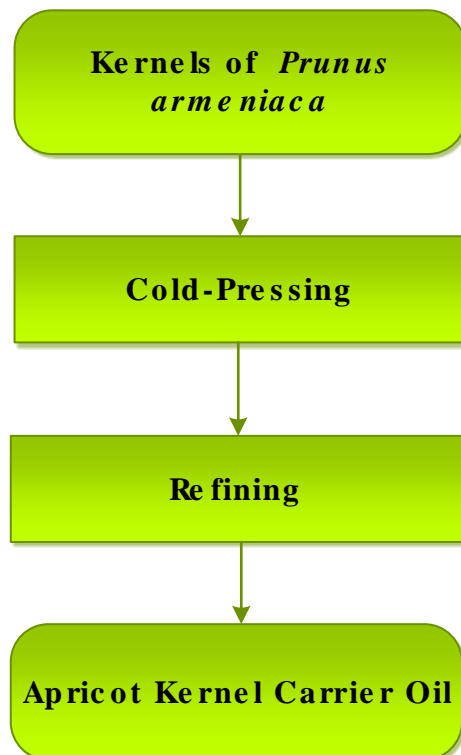 Kernels of Prunus
armeniaca
Cold-Pressing
Refining
Apricot Kernel Carrier Oil